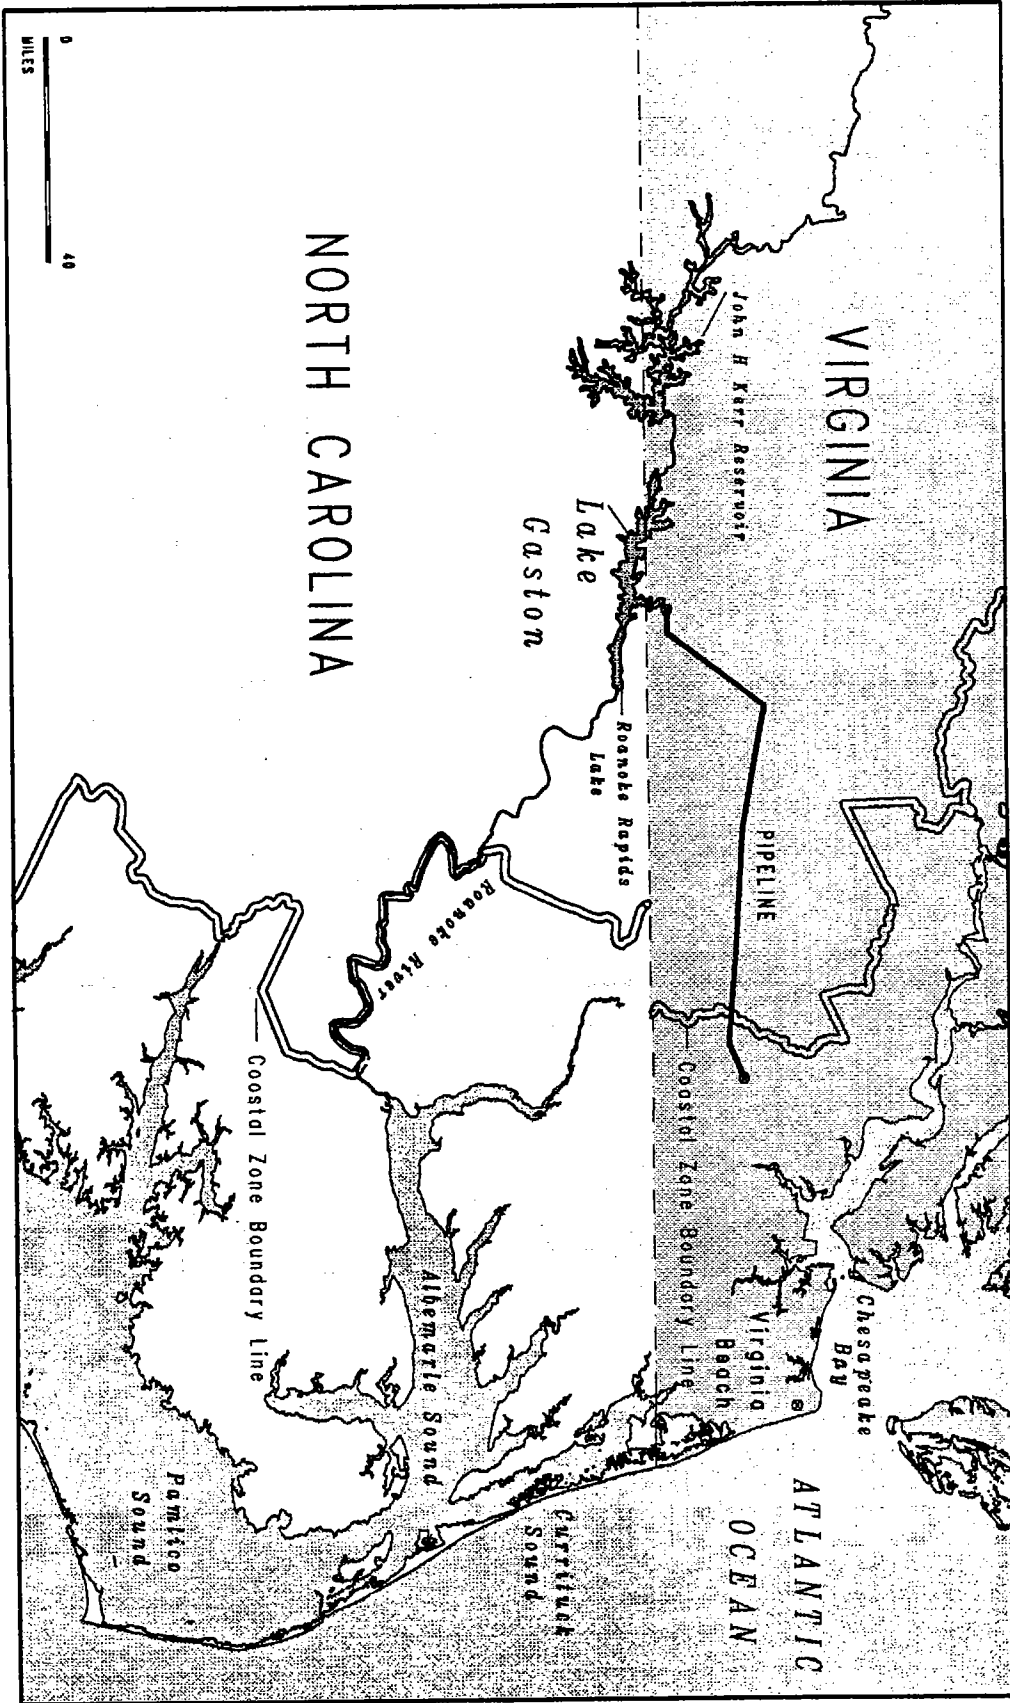 VIRGINIA
John H Kerr Reservoir
PIPELINE
Chesapeake
Bay
ATLANTIC
OCEAN
Virginia
Beach
Coastal Zone Boundary Line
Lake
Gaston
Roanoke Rapids
Lake
Roanoke River
NORTH CAROLINA
Albemarle Sound
Currituck
Sound
Coostal Zone Boundary Line
Pamlico
Sound
0 40
MILES